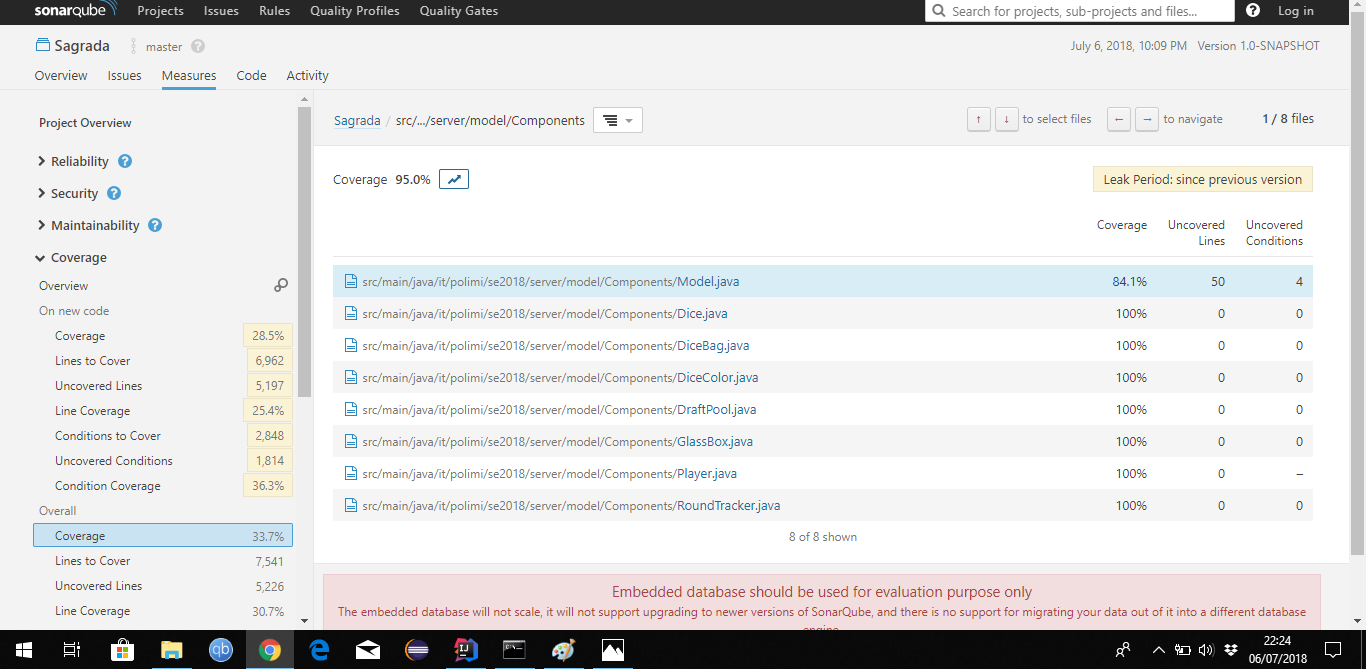 sonarqube Projects Issues Rules Quality Profiles Quality Gates Search for projects, sub-projects and files... Log in
Sagrada master July 6, 2018, 10:09 PM Version 1.0-SNAPSHOT
Overview Issues Measures Code Activity
Project Overview
Reliability
Security
Maintainability
Coverage
Overview
On new code
Coverage 28.5%
Lines to Cover 6,962
Uncovered Lines 5,197
Line Coverage 25.4%
Conditions to Cover 2,848
Uncovered Conditions 1,814
Condition Coverage 36.3%
Overall
Coverage 33.7%
Lines to Cover 7,541
Uncovered Lines 5,226
Line Coverage 30.7%
Sagrada / src/.../server/model/Components ↑ ↓ to select files ← → to navigate 1 / 8 files
Coverage 95.0% Leak Period: since previous version
Coverage Uncovered Uncovered
Lines Conditions
src/main/java/it/polimi/se2018/server/model/Components/Model.java 84.1% 50 4
src/main/java/it/polimi/se2018/server/model/Components/Dice.java 100% 0 0
src/main/java/it/polimi/se2018/server/model/Components/DiceBag.java 100% 0 0
src/main/java/it/polimi/se2018/server/model/Components/DiceColor.java 100% 0 0
src/main/java/it/polimi/se2018/server/model/Components/DraftPool.java 100% 0 0
src/main/java/it/polimi/se2018/server/model/Components/GlassBox.java 100% 0 0
src/main/java/it/polimi/se2018/server/model/Components/Player.java 100% 0 –
src/main/java/it/polimi/se2018/server/model/Components/RoundTracker.java 100% 0 0
8 of 8 shown
Embedded database should be used for evaluation purpose only
The embedded database will not scale, it will not support upgrading to newer versions of SonarQube, and there is no support for migrating your data out of it into a different database
engine.
qb IJ 22:24
06/07/2018